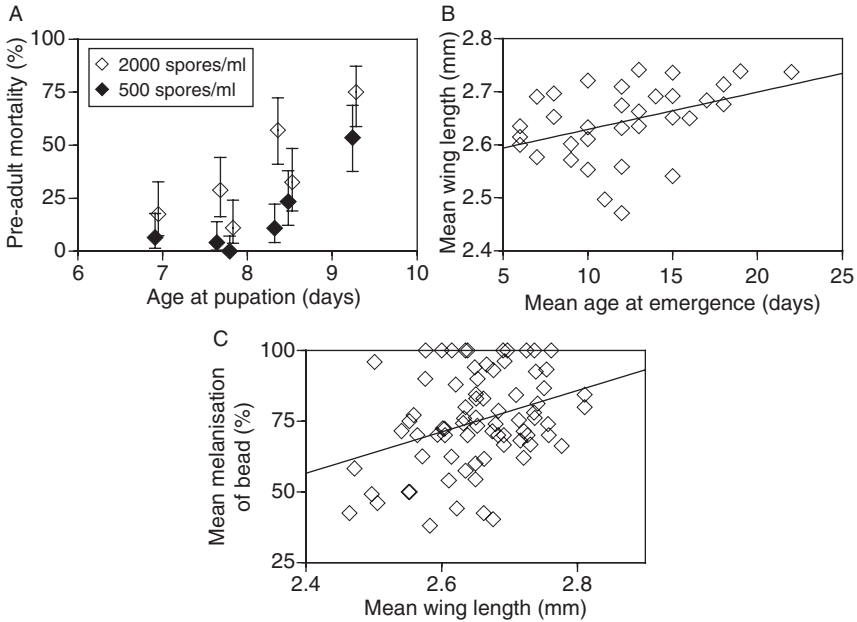 A
Pre-adult mortality (%)
100
75
50
25
0
2000 spores/ml
500 spores/ml
6 7 8 9 10
Age at pupation (days)
B
Mean wing length (mm)
2.8
2.7
2.6
2.5
2.4
5 10 15 20 25
Mean age at emergence (days)
C
Mean melanisation
of bead (%)
100
75
50
25
2.4 2.6 2.8
Mean wing length (mm)